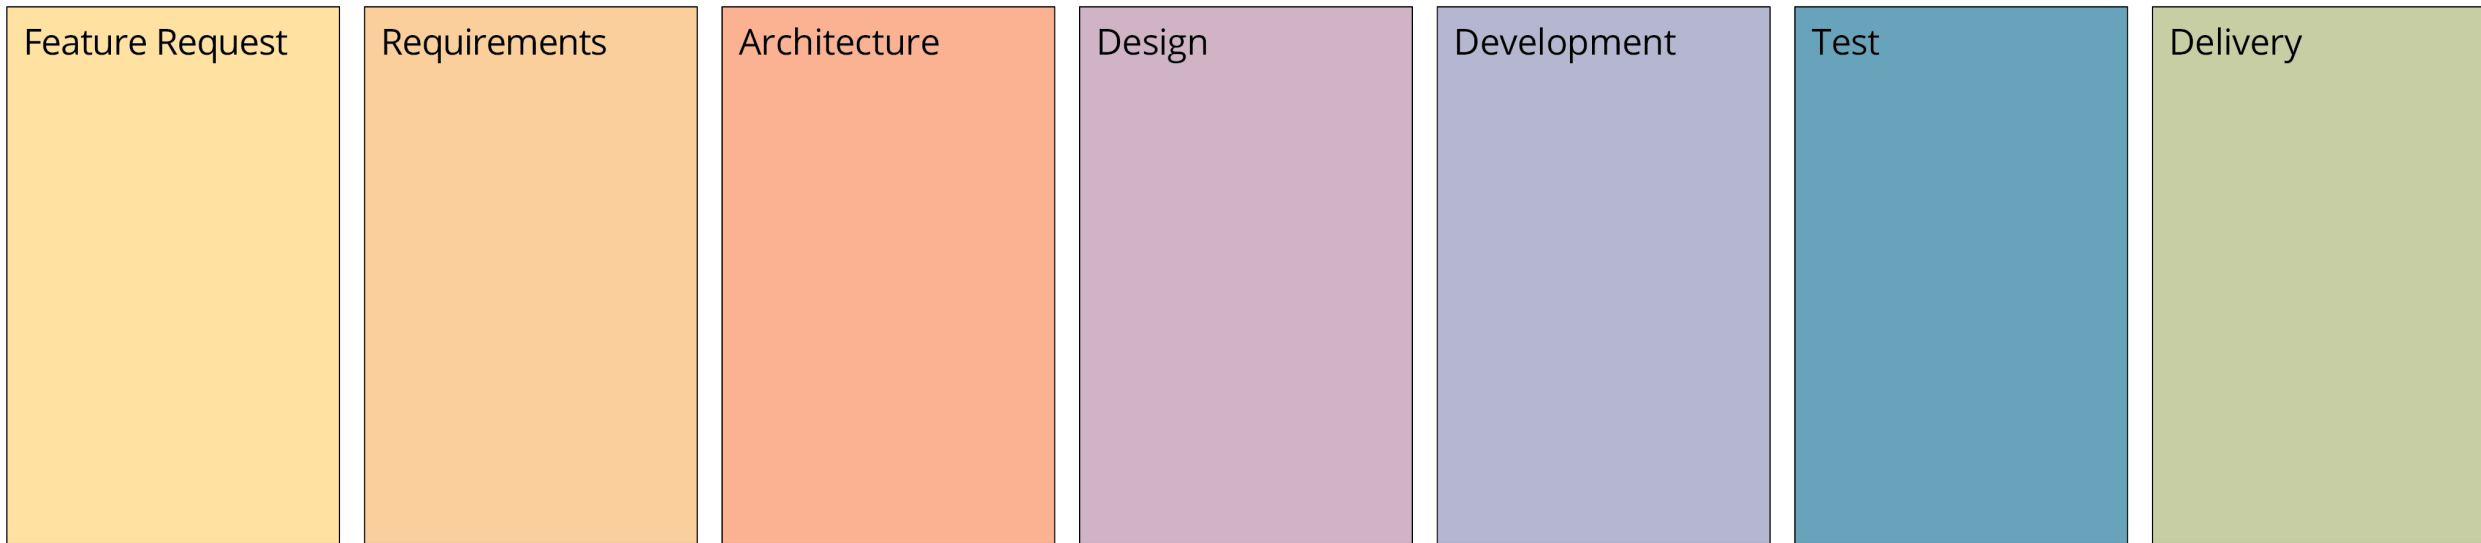 Feature Request
Requirements
Architecture
Design
Development
Test
Delivery